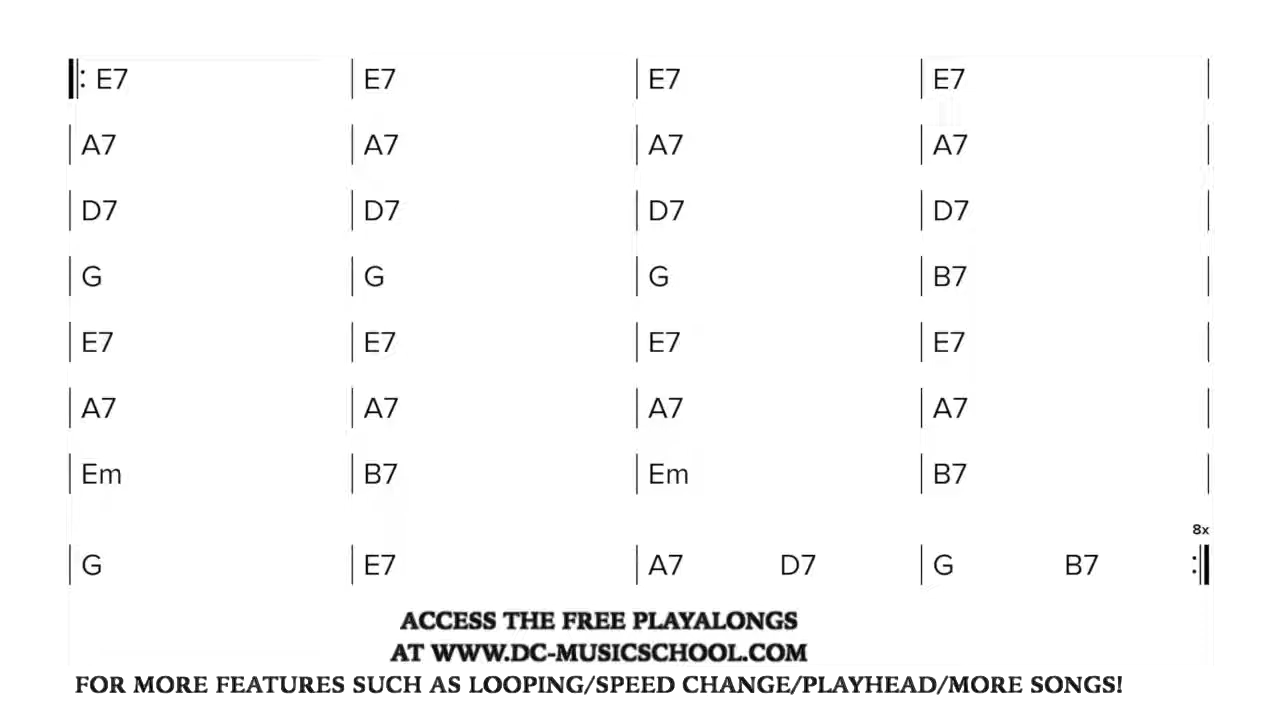 E7 E7 E7 E7
A7 A7 A7 A7
D7 D7 D7 D7
G G G B7
E7 E7 E7 E7
A7 A7 A7 A7
Em B7 Em B7
8x
G E7 A7 D7 G B7
ACCESS THE FREE PLAYALONGS
AT WWW.DC-MUSICSCHOOL.COM
FOR MORE FEATURES SUCH AS LOOPING/SPEED CHANGE/PLAYHEAD/MORE SONGS!